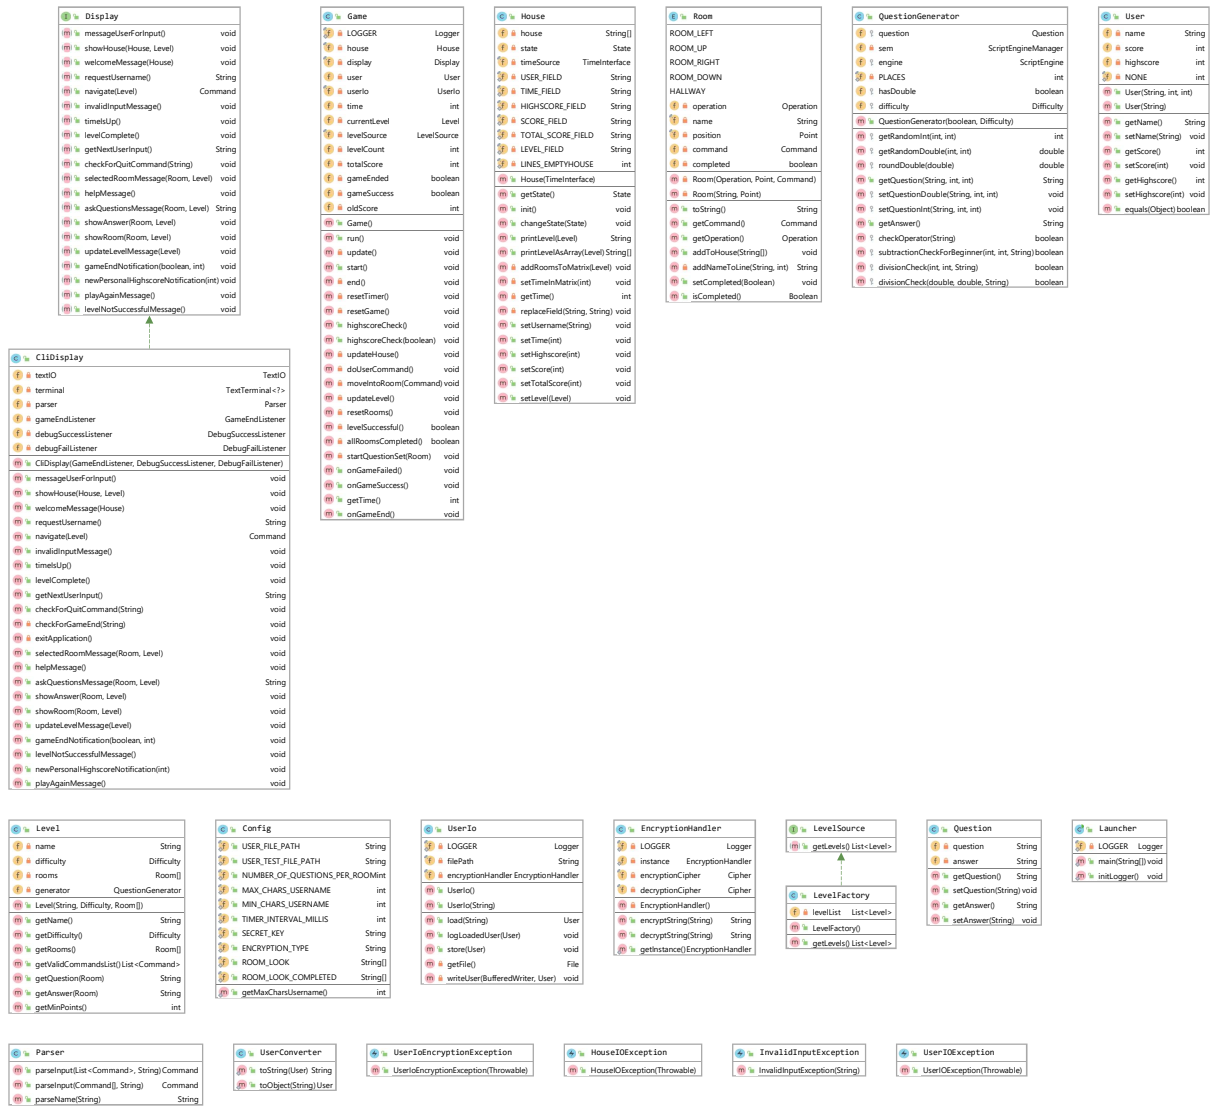 Display
messageUserForInput() void
showHouse(House, Level) void
welcomeMessage(House) void
requestUsername() String
navigate(Level) Command
invalidInputMessage() void
timeIsUp() void
levelComplete() void
getNextUserInput() String
checkForQuitCommand(String) void
selectedRoomMessage(Room, Level) void
helpMessage() void
askQuestionsMessage(Room, Level) String
showAnswer(Room, Level) void
showRoom(Room, Level) void
updateLevelMessage(Level) void
gameEndNotification(boolean, int) void
newPersonalHighscoreNotification(int) void
playAgainMessage() void
levelNotSuccessfulMessage() void
CliDisplay
textIO TextIO
terminal TextTerminal<?>
parser Parser
gameEndListener GameEndListener
debugSuccessListener DebugSuccessListener
debugFailListener DebugFailListener
CliDisplay(GameEndListener, DebugSuccessListener, DebugFailListener)
messageUserForInput() void
showHouse(House, Level) void
welcomeMessage(House) void
requestUsername() String
navigate(Level) Command
invalidInputMessage() void
timeIsUp() void
levelComplete() void
getNextUserInput() String
checkForQuitCommand(String) void
checkForGameEnd(String) void
exitApplication() void
selectedRoomMessage(Room, Level) void
helpMessage() void
askQuestionsMessage(Room, Level) String
showAnswer(Room, Level) void
showRoom(Room, Level) void
updateLevelMessage(Level) void
gameEndNotification(boolean, int) void
levelNotSuccessfulMessage() void
newPersonalHighscoreNotification(int) void
playAgainMessage() void
Game
LOGGER Logger
house House
display Display
user User
userIo UserIo
time int
currentLevel Level
levelSource LevelSource
levelCount int
totalScore int
gameEnded boolean
gameSuccess boolean
oldScore int
Game()
run() void
update() void
start() void
end() void
resetTimer() void
resetGame() void
highscoreCheck() void
highscoreCheck(boolean) void
updateHouse() void
doUserCommand() void
moveIntoRoom(Command) void
updateLevel() void
resetRooms() void
levelSuccessful() boolean
allRoomsCompleted() boolean
startQuestionSet(Room) void
onGameFailed() void
onGameSuccess() void
getTime() int
onGameEnd() void
House
house String[]
state State
timeSource TimeInterface
USER_FIELD String
TIME_FIELD String
HIGHSCORE_FIELD String
SCORE_FIELD String
TOTAL_SCORE_FIELD String
LEVEL_FIELD String
LINES_EMPTYHOUSE int
House(TimeInterface)
getState() State
init() void
changeState(State) void
printLevel(Level) String
printLevelAsArray(Level) String[]
addRoomsToMatrix(Level) void
setTimeInMatrix(int) void
getTime() int
replaceField(String, String) void
setUsername(String) void
setTime(int) void
setHighscore(int) void
setScore(int) void
setTotalScore(int) void
setLevel(Level) void
Room
ROOM_LEFT
ROOM_UP
ROOM_RIGHT
ROOM_DOWN
HALLWAY
operation Operation
name String
position Point
command Command
completed boolean
Room(Operation, Point, Command)
Room(String, Point)
toString() String
getCommand() Command
getOperation() Operation
addToHouse(String[]) void
addNameToLine(String, int) String
setCompleted(Boolean) void
isCompleted() Boolean
QuestionGenerator
question Question
sem ScriptEngineManager
engine ScriptEngine
PLACES int
hasDouble boolean
difficulty Difficulty
QuestionGenerator(boolean, Difficulty)
getRandomInt(int, int) int
getRandomDouble(int, int) double
roundDouble(double) double
getQuestion(String, int, int) String
setQuestionDouble(String, int, int) void
setQuestionInt(String, int, int) void
getAnswer() String
checkOperator(String) boolean
subtractionCheckForBeginner(int, int, String) boolean
divisionCheck(int, int, String) boolean
divisionCheck(double, double, String) boolean
User
name String
score int
highscore int
NONE int
User(String, int, int)
User(String)
getName() String
setName(String) void
getScore() int
setScore(int) void
getHighscore() int
setHighscore(int) void
equals(Object) boolean
Level
name String
difficulty Difficulty
rooms Room[]
generator QuestionGenerator
Level(String, Difficulty, Room[])
getName() String
getDifficulty() Difficulty
getRooms() Room[]
getValidCommandsList() List<Command>
getQuestion(Room) String
getAnswer(Room) String
getMinPoints() int
Config
USER_FILE_PATH String
USER_TEST_FILE_PATH String
NUMBER_OF_QUESTIONS_PER_ROOM int
MAX_CHARS_USERNAME int
MIN_CHARS_USERNAME int
TIMER_INTERVAL_MILLIS int
SECRET_KEY String
ENCRYPTION_TYPE String
ROOM_LOOK String[]
ROOM_LOOK_COMPLETED String[]
getMaxCharsUsername() int
UserIo
LOGGER Logger
filePath String
encryptionHandler EncryptionHandler
UserIo()
UserIo(String)
load(String) User
logLoadedUser(User) void
store(User) void
getFile() File
writeUser(BufferedWriter, User) void
EncryptionHandler
LOGGER Logger
instance EncryptionHandler
encryptionCipher Cipher
decryptionCipher Cipher
EncryptionHandler()
encryptString(String) String
decryptString(String) String
getInstance() EncryptionHandler
LevelSource
getLevels() List<Level>
LevelFactory
levelList List<Level>
LevelFactory()
getLevels() List<Level>
Question
question String
answer String
getQuestion() String
setQuestion(String) void
getAnswer() String
setAnswer(String) void
Launcher
LOGGER Logger
main(String[]) void
initLogger() void
Parser
parseInput(List<Command>, String) Command
parseInput(Command[], String) Command
parseName(String) String
UserConverter
toString(User) String
toObject(String) User
UserIoEncryptionException
UserIoEncryptionException(Throwable)
HouseIOException
HouseIOException(Throwable)
InvalidInputException
InvalidInputException(String)
UserIOException
UserIOException(Throwable)